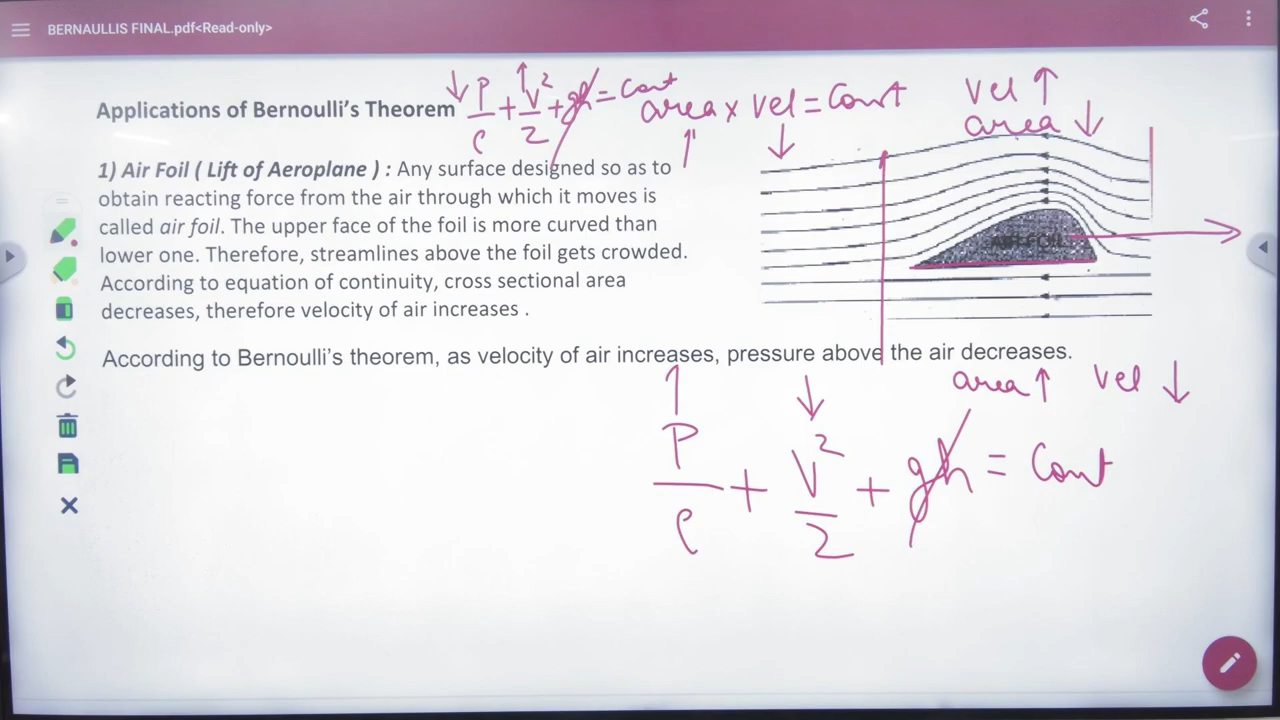 BERNAULLIS FINAL.pdf<Read-only>
Applications of Bernoulli's Theorem ↓P/ρ + ↑V²/2 + gh = Cont
area × vel = Const
↑ ↓
Vel ↑
area ↓
1) Air Foil ( Lift of Aeroplane ) : Any surface designed so as to
obtain reacting force from the air through which it moves is
called air foil. The upper face of the foil is more curved than
lower one. Therefore, streamlines above the foil gets crowded.
According to equation of continuity, cross sectional area
decreases, therefore velocity of air increases .
AIR FOIL
According to Bernoulli's theorem, as velocity of air increases, pressure above the air decreases.
area ↑ Vel ↓
↑ ↓
P/ρ + V²/2 + gh = Cont